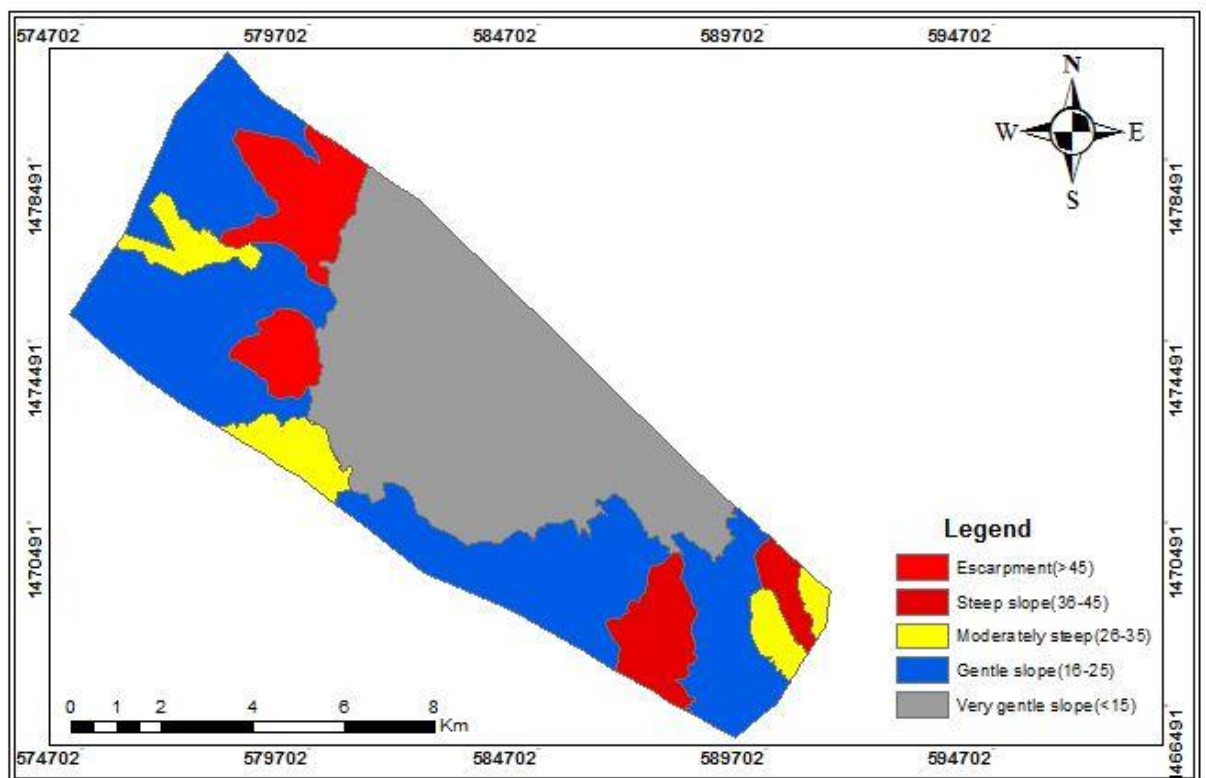 574702 579702 584702 589702 594702
N
W E
S
1478491 1478491
1474491 1474491
1470491 1470491
1466491
Legend
Escarpment(>45)
Steep slope(36-45)
Moderately steep(26-35)
Gentle slope(16-25)
Very gentle slope(<15)
0 1 2 4 6 8
Km
574702 579702 584702 589702 594702